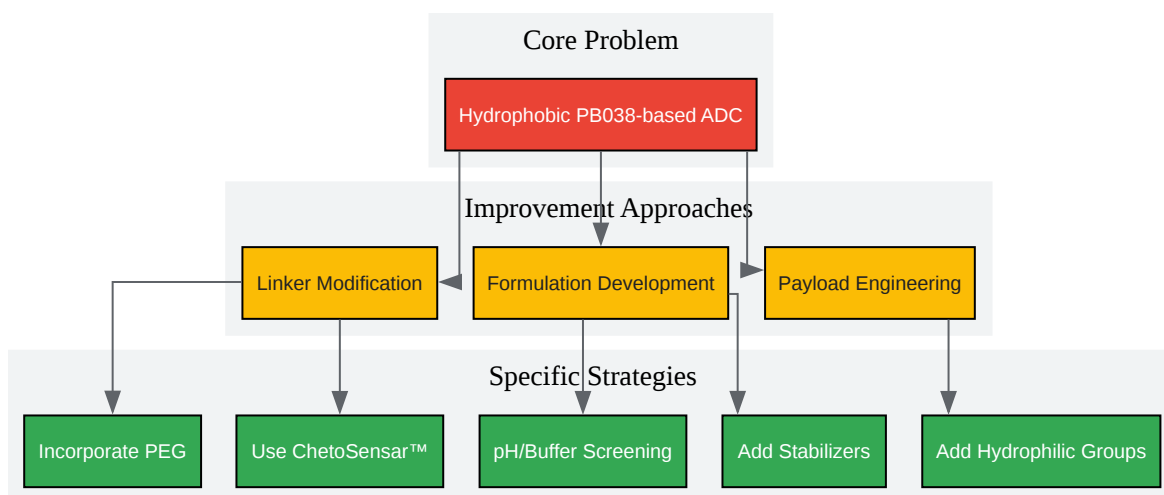 Core Problem
Hydrophobic PB038-based ADC
Improvement Approaches
Linker Modification
Formulation Development
Payload Engineering
Specific Strategies
Incorporate PEG
Use ChetoSensar™
pH/Buffer Screening
Add Stabilizers
Add Hydrophilic Groups